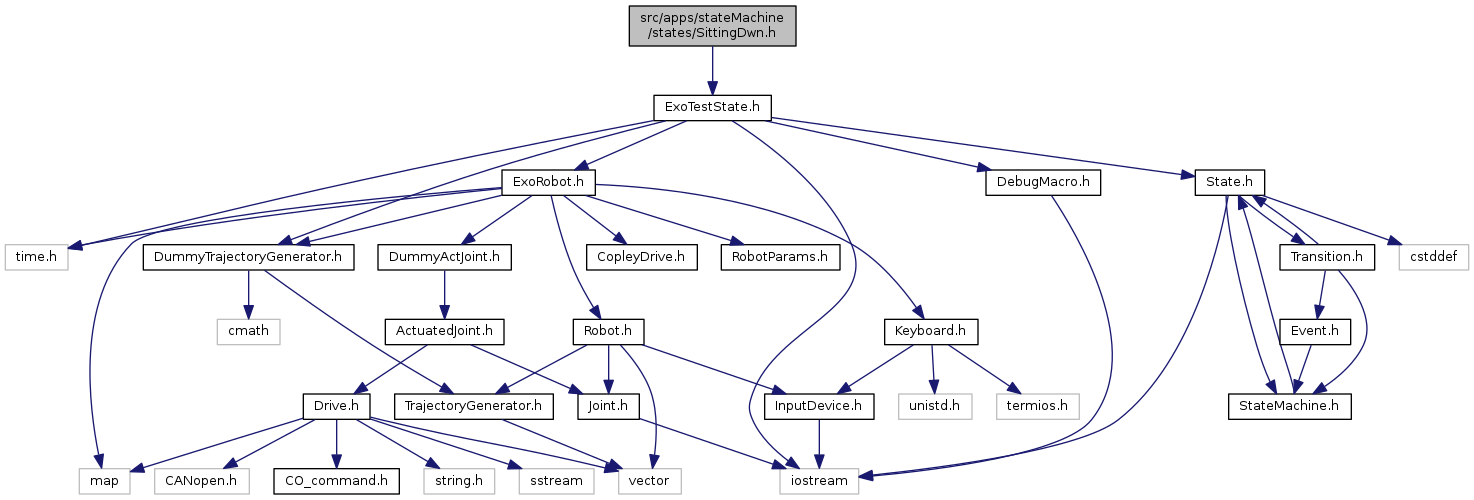 src/apps/stateMachine
/states/SittingDwn.h
ExoTestState.h
ExoRobot.h
DebugMacro.h
State.h
time.h
DummyTrajectoryGenerator.h
DummyActJoint.h
CopleyDrive.h
RobotParams.h
Transition.h
cstddef
cmath
ActuatedJoint.h
Robot.h
Keyboard.h
Event.h
Drive.h
TrajectoryGenerator.h
Joint.h
InputDevice.h
unistd.h
termios.h
StateMachine.h
map
CANopen.h
CO_command.h
string.h
sstream
vector
iostream